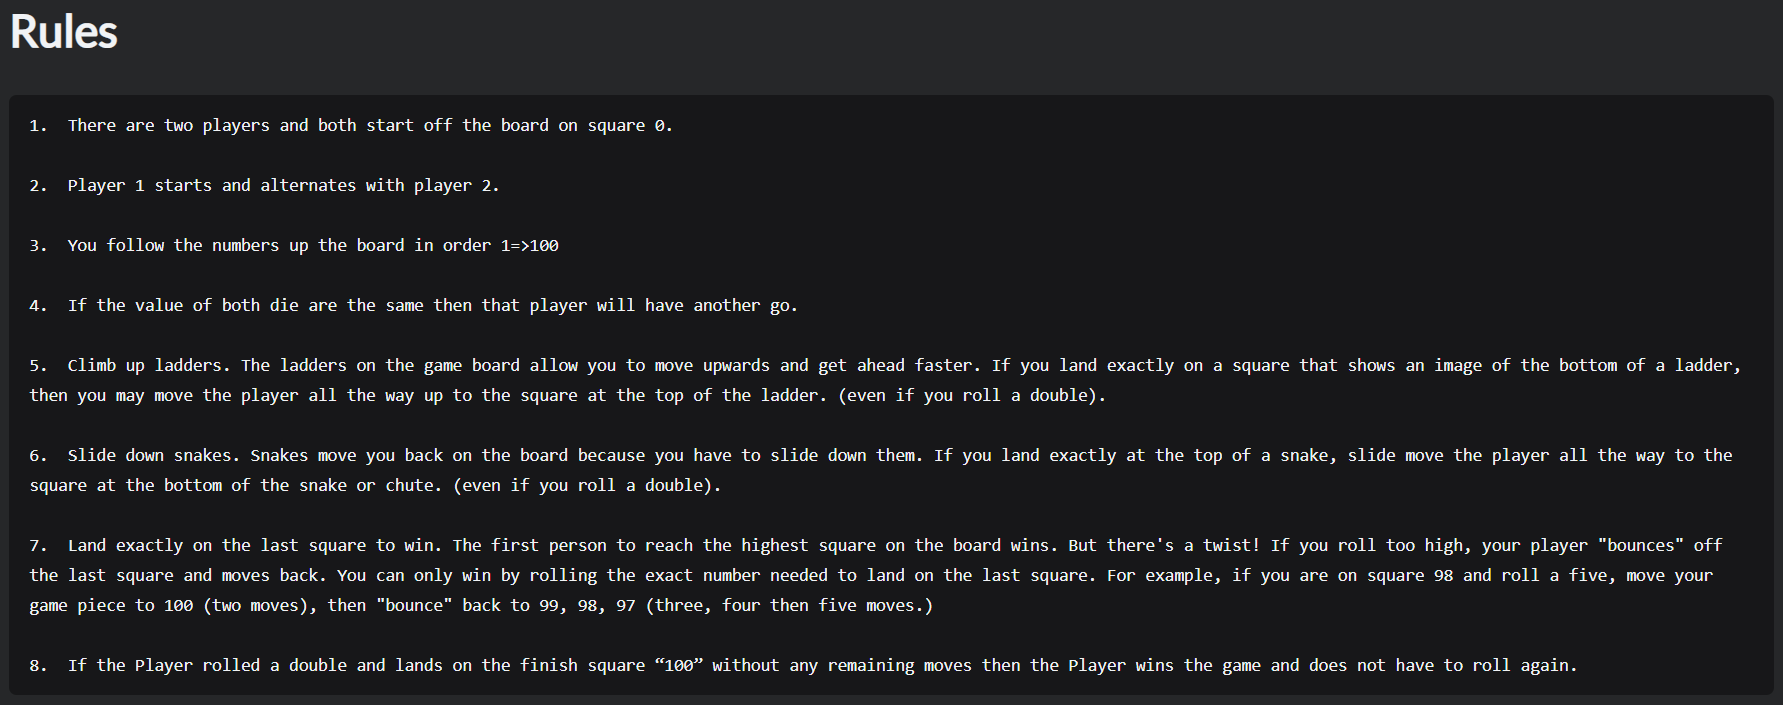 Rules
1.  There are two players and both start off the board on square 0.
2.  Player 1 starts and alternates with player 2.
3.  You follow the numbers up the board in order 1=>100
4.  If the value of both die are the same then that player will have another go.
5.  Climb up ladders. The ladders on the game board allow you to move upwards and get ahead faster. If you land exactly on a square that shows an image of the bottom of a ladder,
then you may move the player all the way up to the square at the top of the ladder. (even if you roll a double).
6.  Slide down snakes. Snakes move you back on the board because you have to slide down them. If you land exactly at the top of a snake, slide move the player all the way to the
square at the bottom of the snake or chute. (even if you roll a double).
7.  Land exactly on the last square to win. The first person to reach the highest square on the board wins. But there's a twist! If you roll too high, your player "bounces" off
the last square and moves back. You can only win by rolling the exact number needed to land on the last square. For example, if you are on square 98 and roll a five, move your
game piece to 100 (two moves), then "bounce" back to 99, 98, 97 (three, four then five moves.)
8.  If the Player rolled a double and lands on the finish square “100” without any remaining moves then the Player wins the game and does not have to roll again.